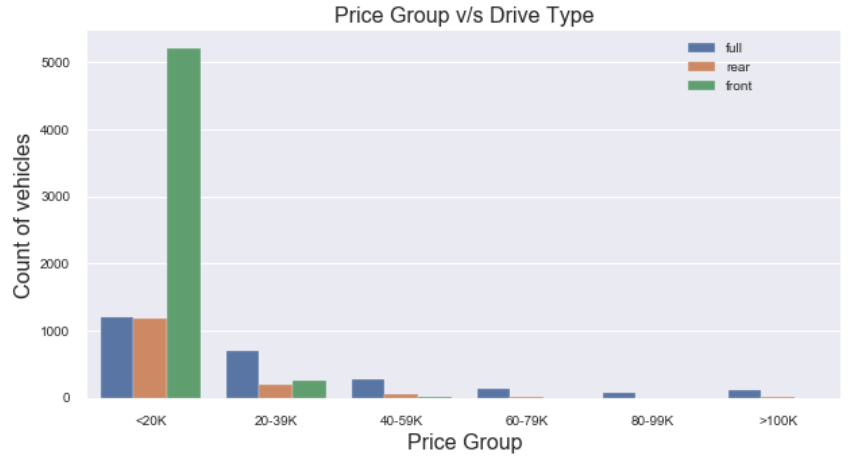 Price Group v/s Drive Type
full
rear
front
5000
4000
3000
2000
1000
0
Count of vehicles
<20K 20-39K 40-59K 60-79K 80-99K >100K
Price Group